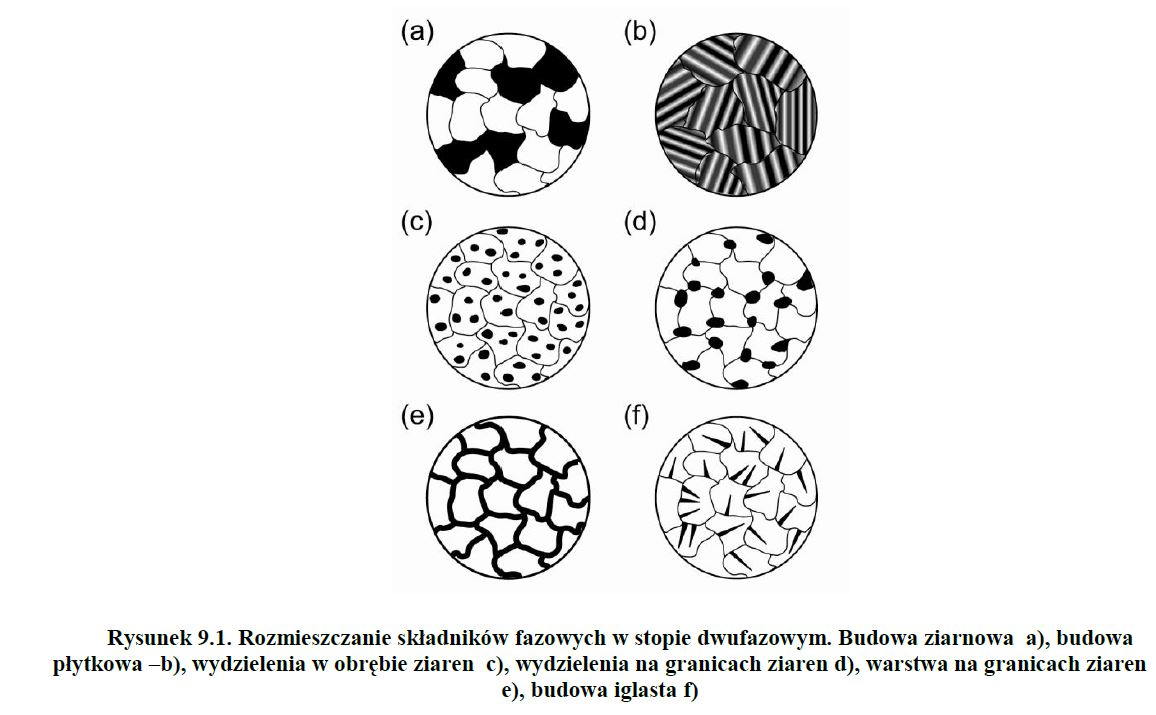 (a) (b)
(c) (d)
(e) (f)
Rysunek 9.1. Rozmieszczanie składników fazowych w stopie dwufazowym. Budowa ziarnowa a), budowa
płytkowa –b), wydzielenia w obrębie ziaren c), wydzielenia na granicach ziaren d), warstwa na granicach ziaren
e), budowa iglasta f)